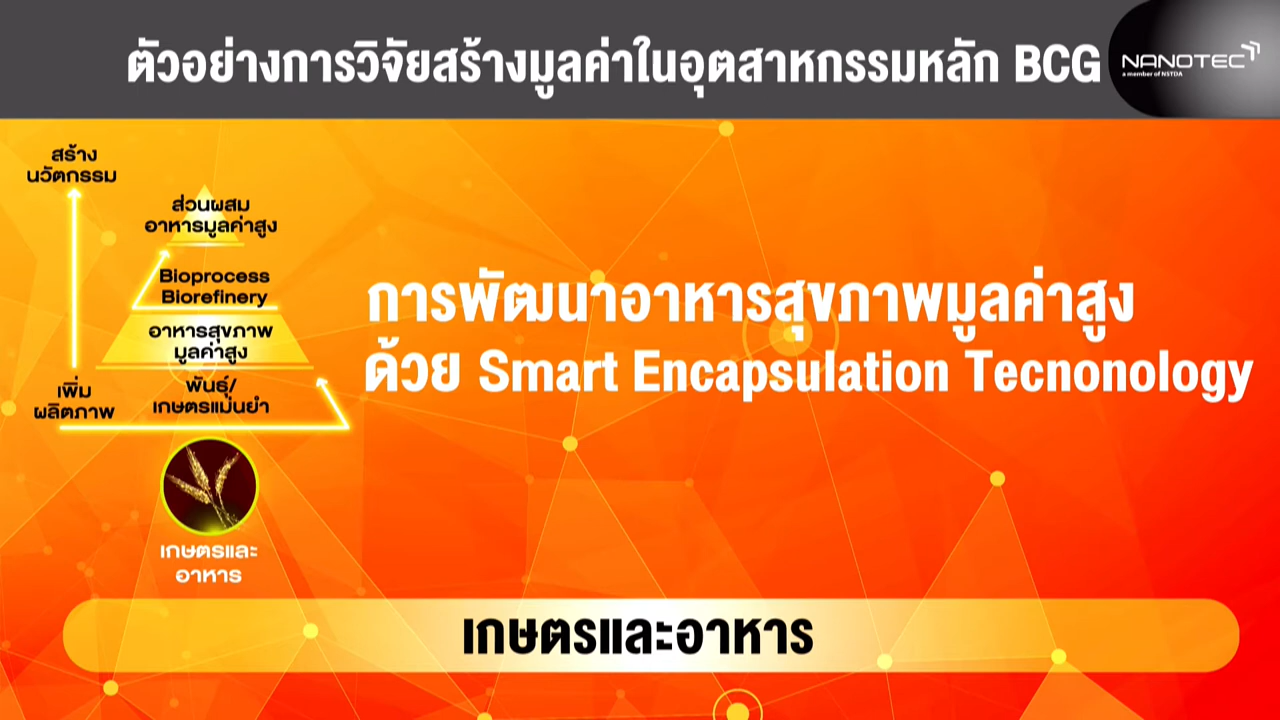 ตัวอย่างการวิจัยสร้างมูลค่าในอุตสาหกรรมหลัก BCG
NANOTEC
a member of NSTDA
สร้าง
นวัตกรรม
ส่วนผสม
อาหารมูลค่าสูง
Bioprocess
Biorefinery
อาหารสุขภาพ
มูลค่าสูง
เพิ่ม
ผลิตภาพ
พันธุ์/
เกษตรแม่นยำ
เกษตรและ
อาหาร
การพัฒนาอาหารสุขภาพมูลค่าสูง
ด้วย Smart Encapsulation Tecnonology
เกษตรและอาหาร